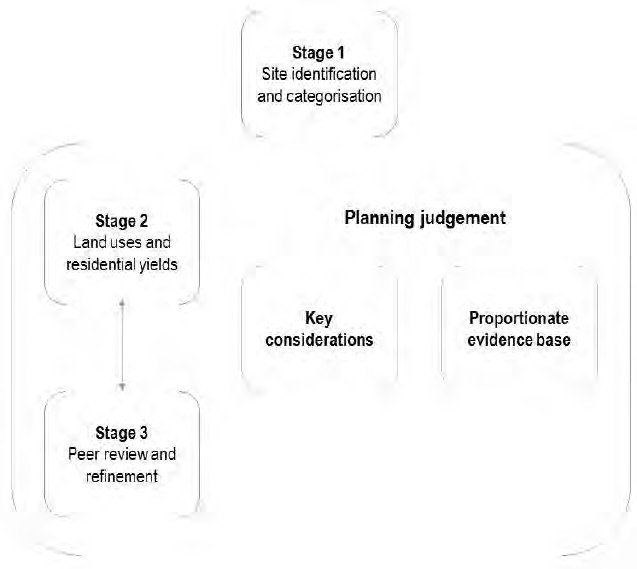 Stage 1
Site identification
and categorisation
Stage 2
Land uses and
residential yields
Planning judgement
Key
considerations
Proportionate
evidence base
Stage 3
Peer review and
refinement